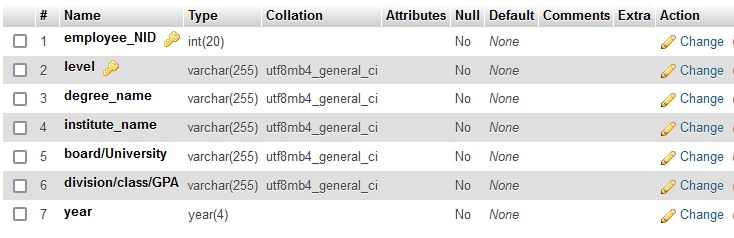 # Name Type Collation Attributes Null Default Comments Extra Action
1 employee_NID int(20) No None Change
2 level varchar(255) utf8mb4_general_ci No None Change
3 degree_name varchar(255) utf8mb4_general_ci No None Change
4 institute_name varchar(255) utf8mb4_general_ci No None Change
5 board/University varchar(255) utf8mb4_general_ci No None Change
6 division/class/GPA varchar(255) utf8mb4_general_ci No None Change
7 year year(4) No None Change